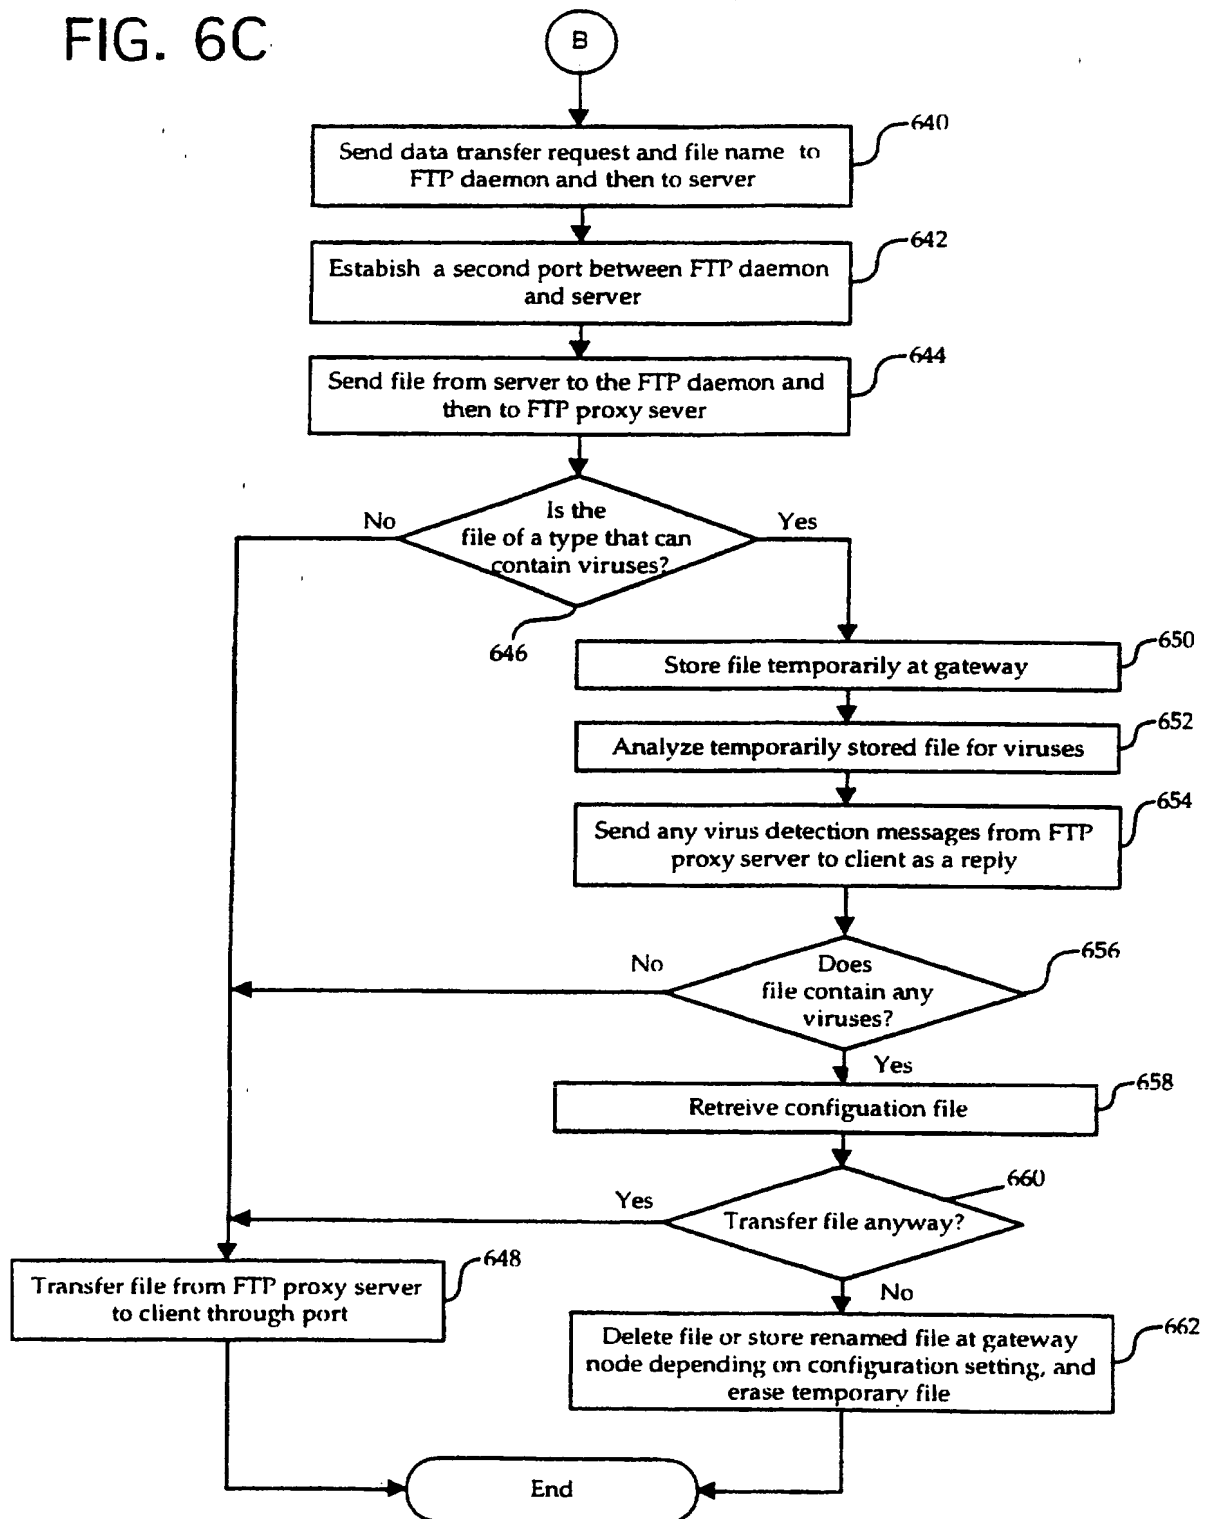 FIG. 6C
B
640
Send data transfer request and file name to
FTP daemon and then to server
642
Estabish a second port between FTP daemon
and server
644
Send file from server to the FTP daemon and
then to FTP proxy sever
Is the
file of a type that can
contain viruses?
No
Yes
646
650
Store file temporarily at gateway
652
Analyze temporarily stored file for viruses
654
Send any virus detection messages from FTP
proxy server to client as a reply
656
Does
file contain any
viruses?
No
Yes
658
Retreive configuation file
660
Transfer file anyway?
Yes
No
648
Transfer file from FTP proxy server
to client through port
662
Delete file or store renamed file at gateway
node depending on configuration setting, and
erase temporary file
End